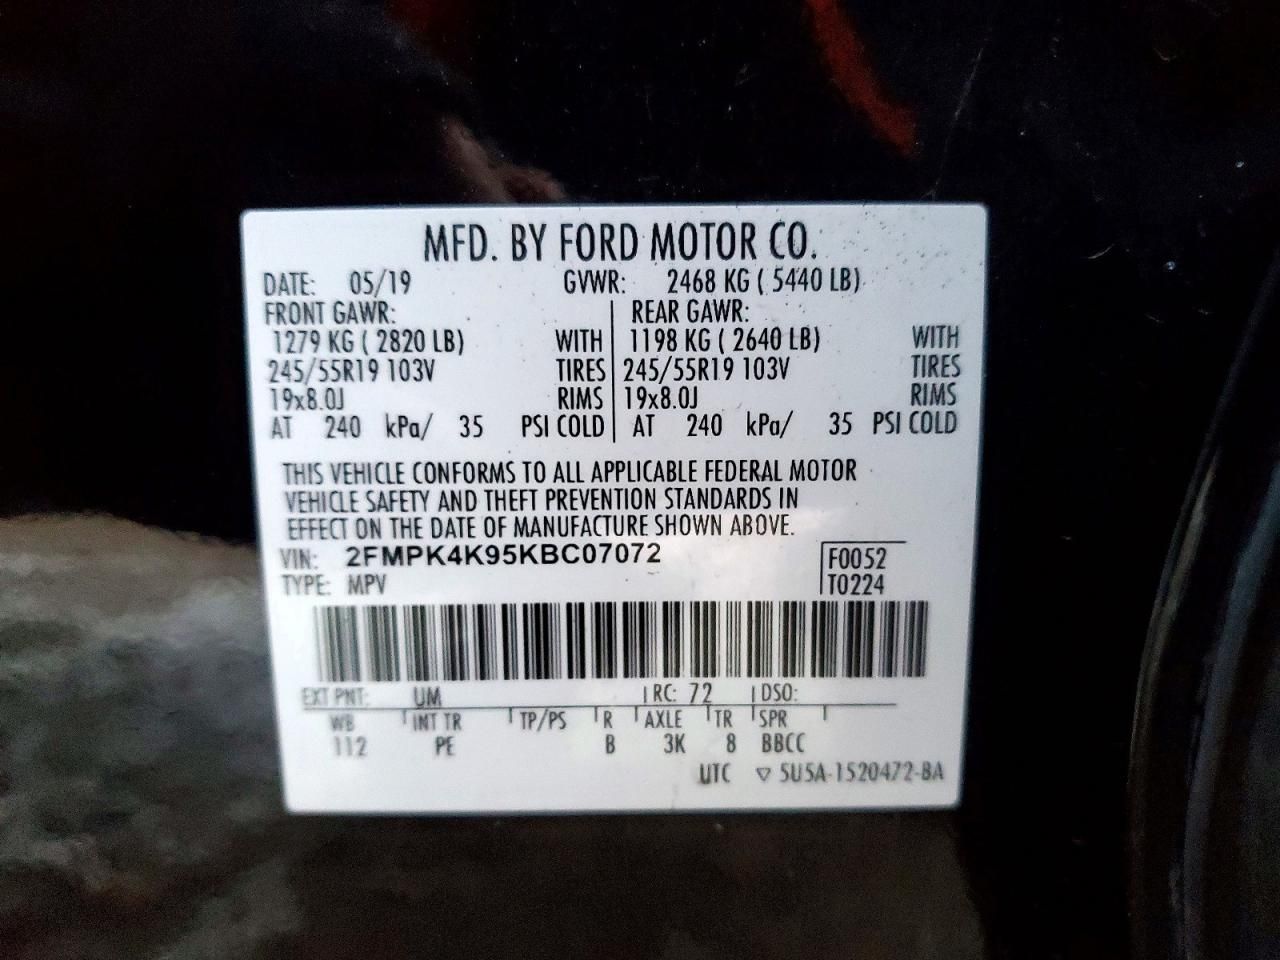 MFD. BY FORD MOTOR CO.
DATE: 05/19 GVWR: 2468 KG ( 5440 LB)
FRONT GAWR: REAR GAWR:
1279 KG ( 2820 LB) WITH 1198 KG ( 2640 LB) WITH
245/55R19 103V TIRES 245/55R19 103V TIRES
19x8.0J RIMS 19x8.0J RIMS
AT 240 kPa/ 35 PSI COLD AT 240 kPa/ 35 PSI COLD
THIS VEHICLE CONFORMS TO ALL APPLICABLE FEDERAL MOTOR
VEHICLE SAFETY AND THEFT PREVENTION STANDARDS IN
EFFECT ON THE DATE OF MANUFACTURE SHOWN ABOVE.
VIN: 2FMPK4K95KBC07072 F0052
TYPE: MPV T0224
EXT PNT: UM RC: 72 DSO:
WB INT TR TP/PS R AXLE TR SPR
112 PE B 3K 8 BBCC
UTC ▽ 5U5A-1520472-BA